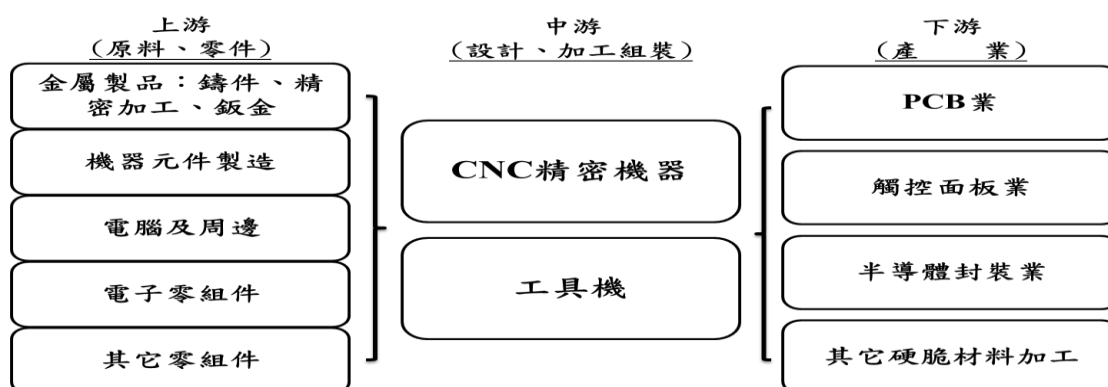 上游
(原料、零件)
金屬製品：鑄件、精
密加工、鈑金
機器元件製造
電腦及周邊
電子零組件
其它零組件
中游
(設計、加工組裝)
CNC精密機器
工具機
下游
(產　　業)
PCB業
觸控面板業
半導體封裝業
其它硬脆材料加工